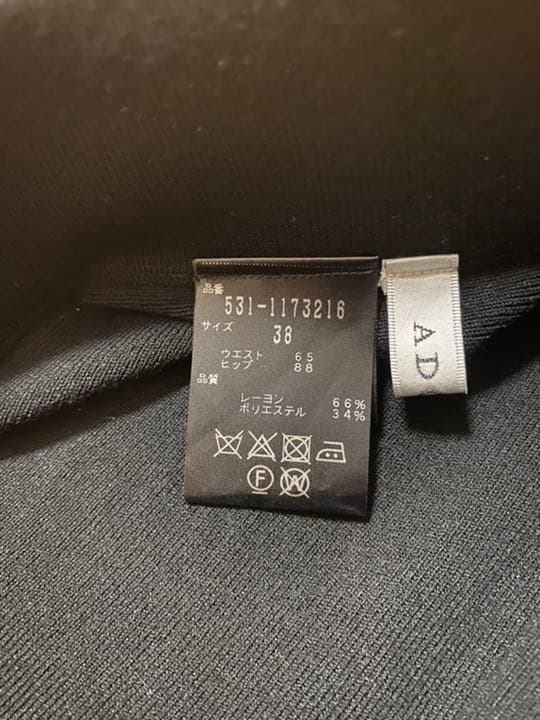 品番
531-1173216
サイズ
38
ウエスト 65
ヒップ 88
品質
レーヨン 66%
ポリエステル 34%
F W
AD